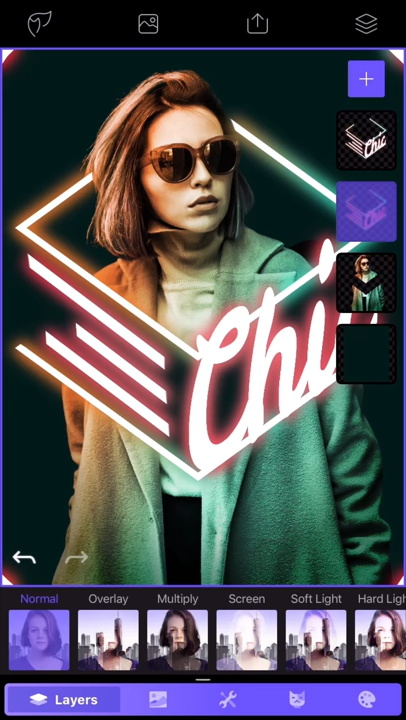 Chic
Normal
Overlay
Multiply
Screen
Soft Light
Hard Ligh
Layers